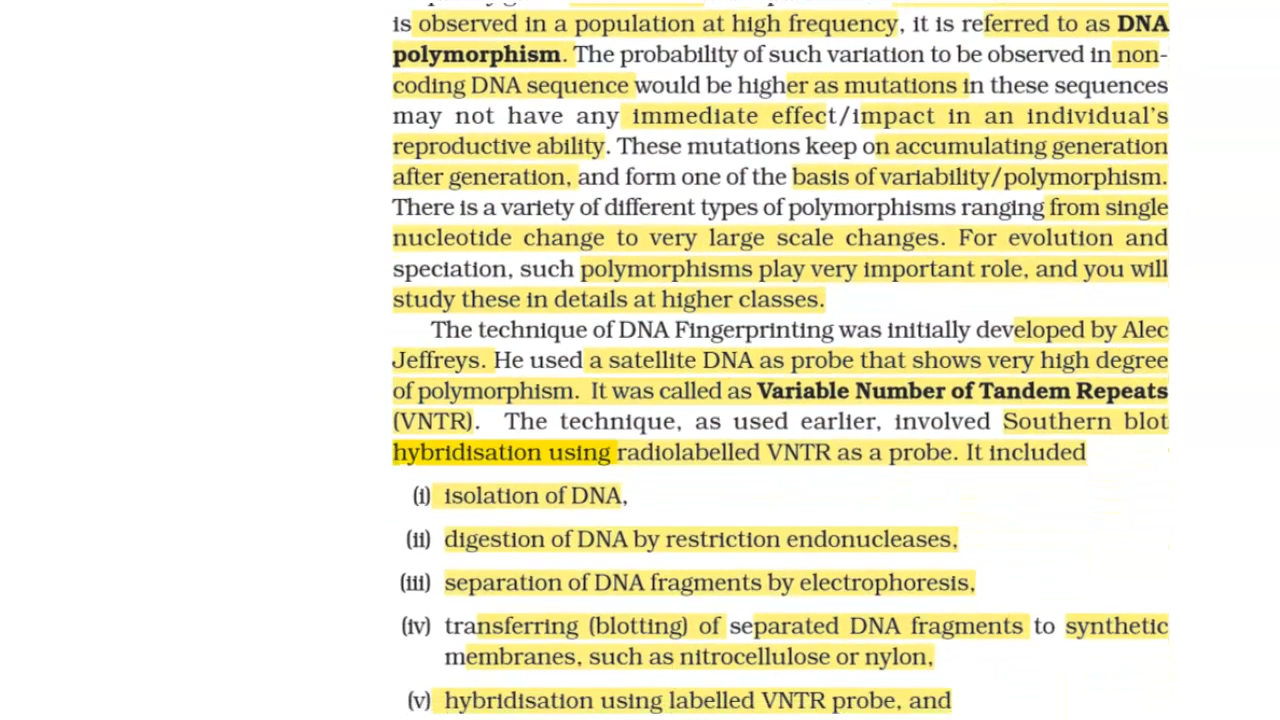 is observed in a population at high frequency, it is referred to as DNA
polymorphism. The probability of such variation to be observed in non-
coding DNA sequence would be higher as mutations in these sequences
may not have any immediate effect/impact in an individual's
reproductive ability. These mutations keep on accumulating generation
after generation, and form one of the basis of variability/polymorphism.
There is a variety of different types of polymorphisms ranging from single
nucleotide change to very large scale changes. For evolution and
speciation, such polymorphisms play very important role, and you will
study these in details at higher classes.
The technique of DNA Fingerprinting was initially developed by Alec
Jeffreys. He used a satellite DNA as probe that shows very high degree
of polymorphism. It was called as Variable Number of Tandem Repeats
(VNTR). The technique, as used earlier, involved Southern blot
hybridisation using radiolabelled VNTR as a probe. It included
(i) isolation of DNA,
(ii) digestion of DNA by restriction endonucleases,
(iii) separation of DNA fragments by electrophoresis,
(iv) transferring (blotting) of separated DNA fragments to synthetic
membranes, such as nitrocellulose or nylon,
(v) hybridisation using labelled VNTR probe, and